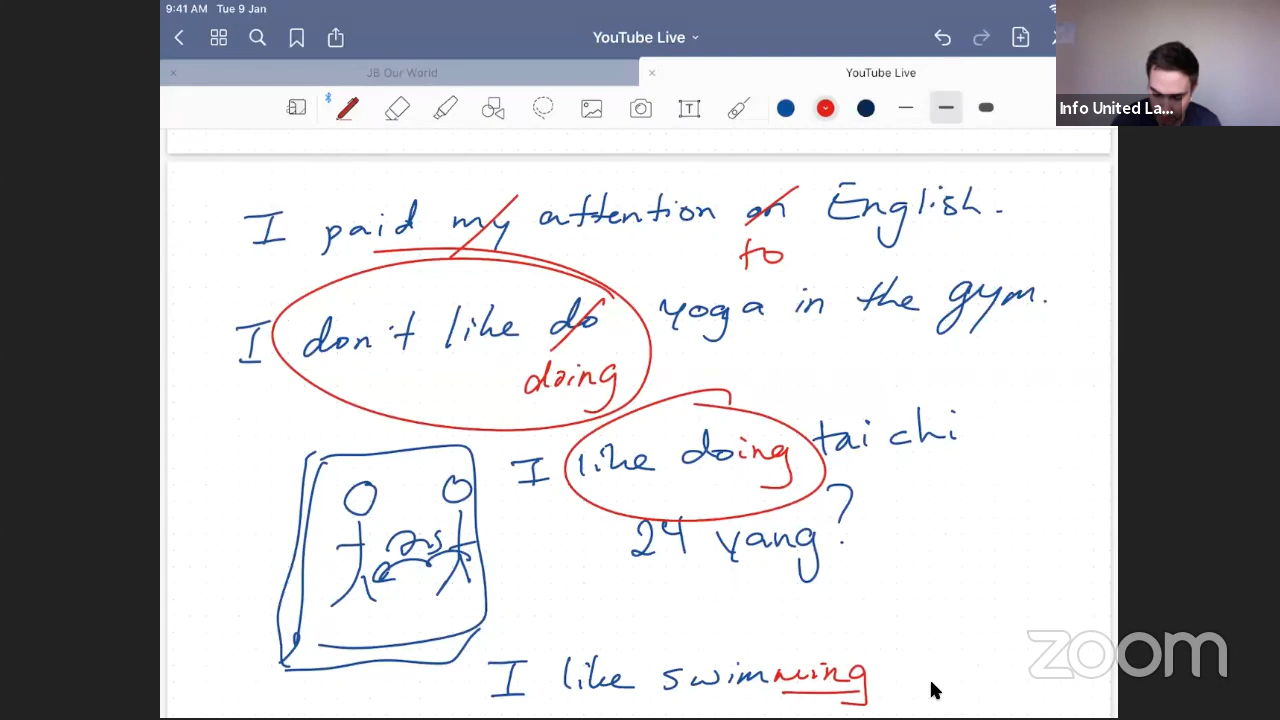 9:41 AM Tue 9 Jan
YouTube Live
JB Our World
YouTube Live
Info United La...
I paid my attention on English.
to
I don't like do yoga in the gym.
doing
I like doing tai chi
24 yang?
I like swimming
zoom